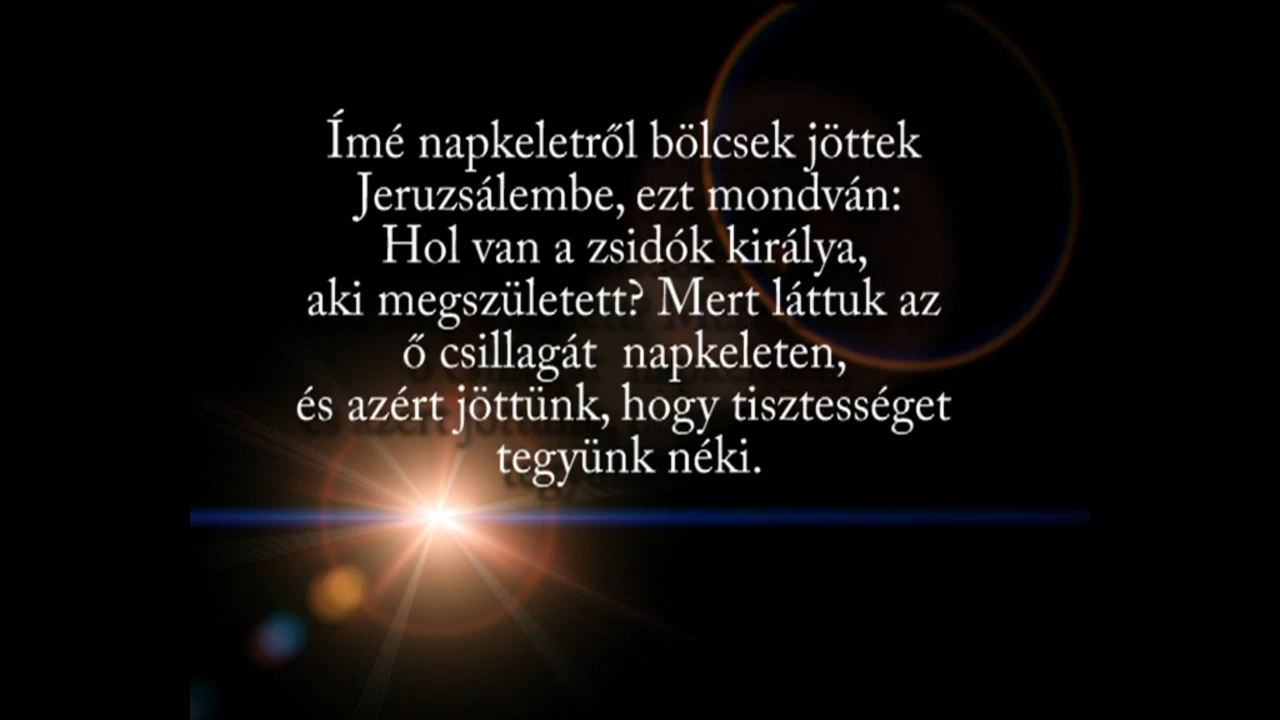 Ímé napkeletről bölcsek jöttek
Jeruzsálembe, ezt mondván:
Hol van a zsidók királya,
aki megszületett? Mert láttuk az
ő csillagát napkeleten,
és azért jöttünk, hogy tisztességet
tegyünk néki.